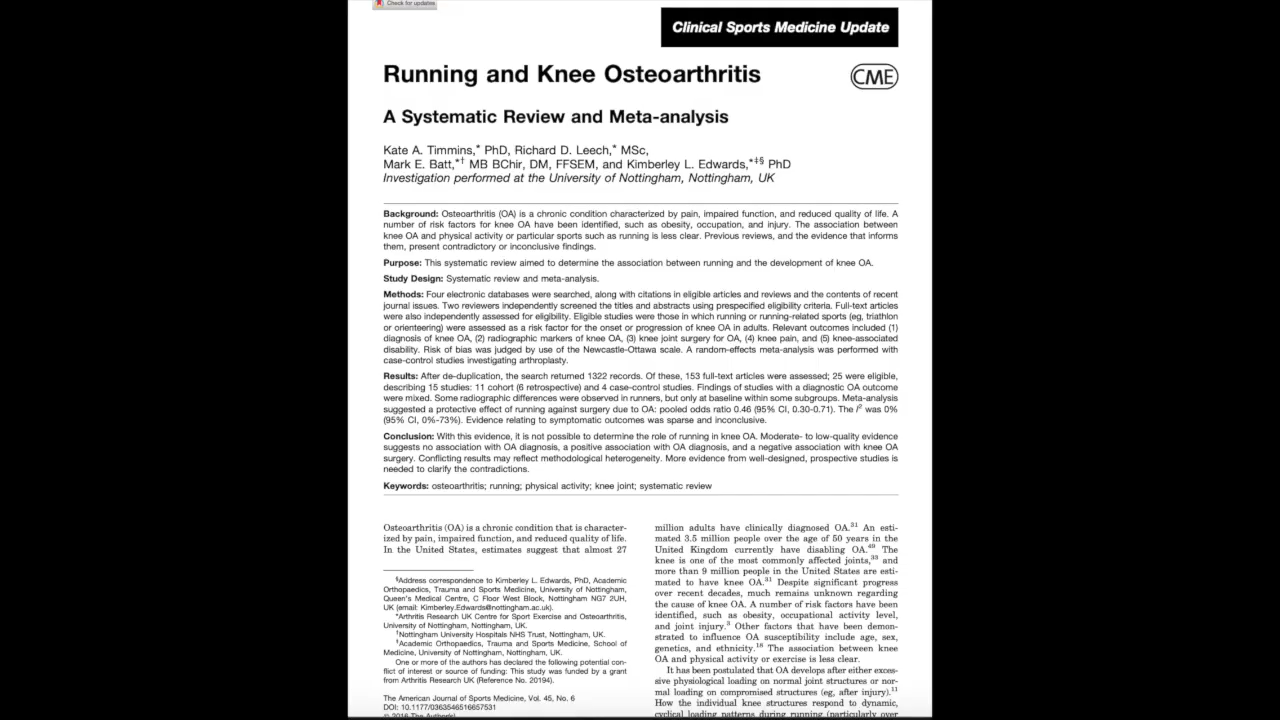 Check for updates
Clinical Sports Medicine Update
Running and Knee Osteoarthritis
CME
A Systematic Review and Meta-analysis
Kate A. Timmins,* PhD, Richard D. Leech,* MSc,
Mark E. Batt,*† MB BChir, DM, FFSEM, and Kimberley L. Edwards,*‡§ PhD
Investigation performed at the University of Nottingham, Nottingham, UK
Background: Osteoarthritis (OA) is a chronic condition characterized by pain, impaired function, and reduced quality of life. A
number of risk factors for knee OA have been identified, such as obesity, occupation, and injury. The association between
knee OA and physical activity or particular sports such as running is less clear. Previous reviews, and the evidence that informs
them, present contradictory or inconclusive findings.
Purpose: This systematic review aimed to determine the association between running and the development of knee OA.
Study Design: Systematic review and meta-analysis.
Methods: Four electronic databases were searched, along with citations in eligible articles and reviews and the contents of recent
journal issues. Two reviewers independently screened the titles and abstracts using prespecified eligibility criteria. Full-text articles
were also independently assessed for eligibility. Eligible studies were those in which running or running-related sports (eg, triathlon
or orienteering) were assessed as a risk factor for the onset or progression of knee OA in adults. Relevant outcomes included (1)
diagnosis of knee OA, (2) radiographic markers of knee OA, (3) knee joint surgery for OA, (4) knee pain, and (5) knee-associated
disability. Risk of bias was judged by use of the Newcastle-Ottawa scale. A random-effects meta-analysis was performed with
case-control studies investigating arthroplasty.
Results: After de-duplication, the search returned 1322 records. Of these, 153 full-text articles were assessed; 25 were eligible,
describing 15 studies: 11 cohort (6 retrospective) and 4 case-control studies. Findings of studies with a diagnostic OA outcome
were mixed. Some radiographic differences were observed in runners, but only at baseline within some subgroups. Meta-analysis
suggested a protective effect of running against surgery due to OA: pooled odds ratio 0.46 (95% CI, 0.30-0.71). The I² was 0%
(95% CI, 0%-73%). Evidence relating to symptomatic outcomes was sparse and inconclusive.
Conclusion: With this evidence, it is not possible to determine the role of running in knee OA. Moderate- to low-quality evidence
suggests no association with OA diagnosis, a positive association with OA diagnosis, and a negative association with knee OA
surgery. Conflicting results may reflect methodological heterogeneity. More evidence from well-designed, prospective studies is
needed to clarify the contradictions.
Keywords: osteoarthritis; running; physical activity; knee joint; systematic review
Osteoarthritis (OA) is a chronic condition that is character-
ized by pain, impaired function, and reduced quality of life.
In the United States, estimates suggest that almost 27
§Address correspondence to Kimberley L. Edwards, PhD, Academic
Orthopaedics, Trauma and Sports Medicine, University of Nottingham,
Queen's Medical Centre, C Floor West Block, Nottingham NG7 2UH,
UK (email: Kimberley.Edwards@nottingham.ac.uk).
*Arthritis Research UK Centre for Sport Exercise and Osteoarthritis,
University of Nottingham, Nottingham, UK.
†Nottingham University Hospitals NHS Trust, Nottingham, UK.
‡Academic Orthopaedics, Trauma and Sports Medicine, School of
Medicine, University of Nottingham, Nottingham, UK.
One or more of the authors has declared the following potential con-
flict of interest or source of funding: This study was funded by a grant
from Arthritis Research UK (Reference No. 20194).
The American Journal of Sports Medicine, Vol. 45, No. 6
DOI: 10.1177/0363546516657531
© 2016 The Author(s)
million adults have clinically diagnosed OA.31 An esti-
mated 3.5 million people over the age of 50 years in the
United Kingdom currently have disabling OA.49 The
knee is one of the most commonly affected joints,33 and
more than 9 million people in the United States are esti-
mated to have knee OA.31 Despite significant progress
over recent decades, much remains unknown regarding
the cause of knee OA. A number of risk factors have been
identified, such as obesity, occupational activity level,
and joint injury.3 Other factors that have been demon-
strated to influence OA susceptibility include age, sex,
genetics, and ethnicity.18 The association between knee
OA and physical activity or exercise is less clear.
It has been postulated that OA develops after either exces-
sive physiological loading on normal joint structures or nor-
mal loading on compromised structures (eg, after injury).11
How the individual knee structures respond to dynamic,
cyclical loading patterns during running (particularly over